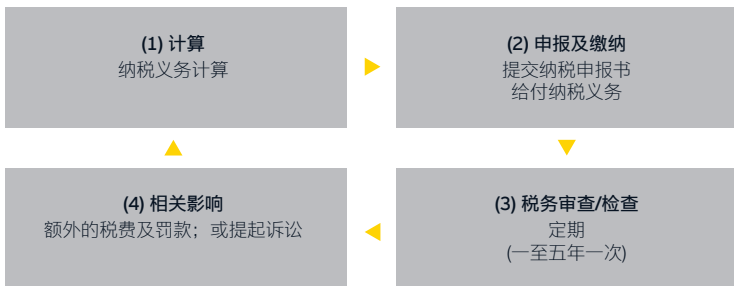 (1) 计算
纳税义务计算
(2) 申报及缴纳
提交纳税申报书
给付纳税义务
(3) 税务审查/检查
定期
(一至五年一次)
(4) 相关影响
额外的税费及罚款；或提起诉讼